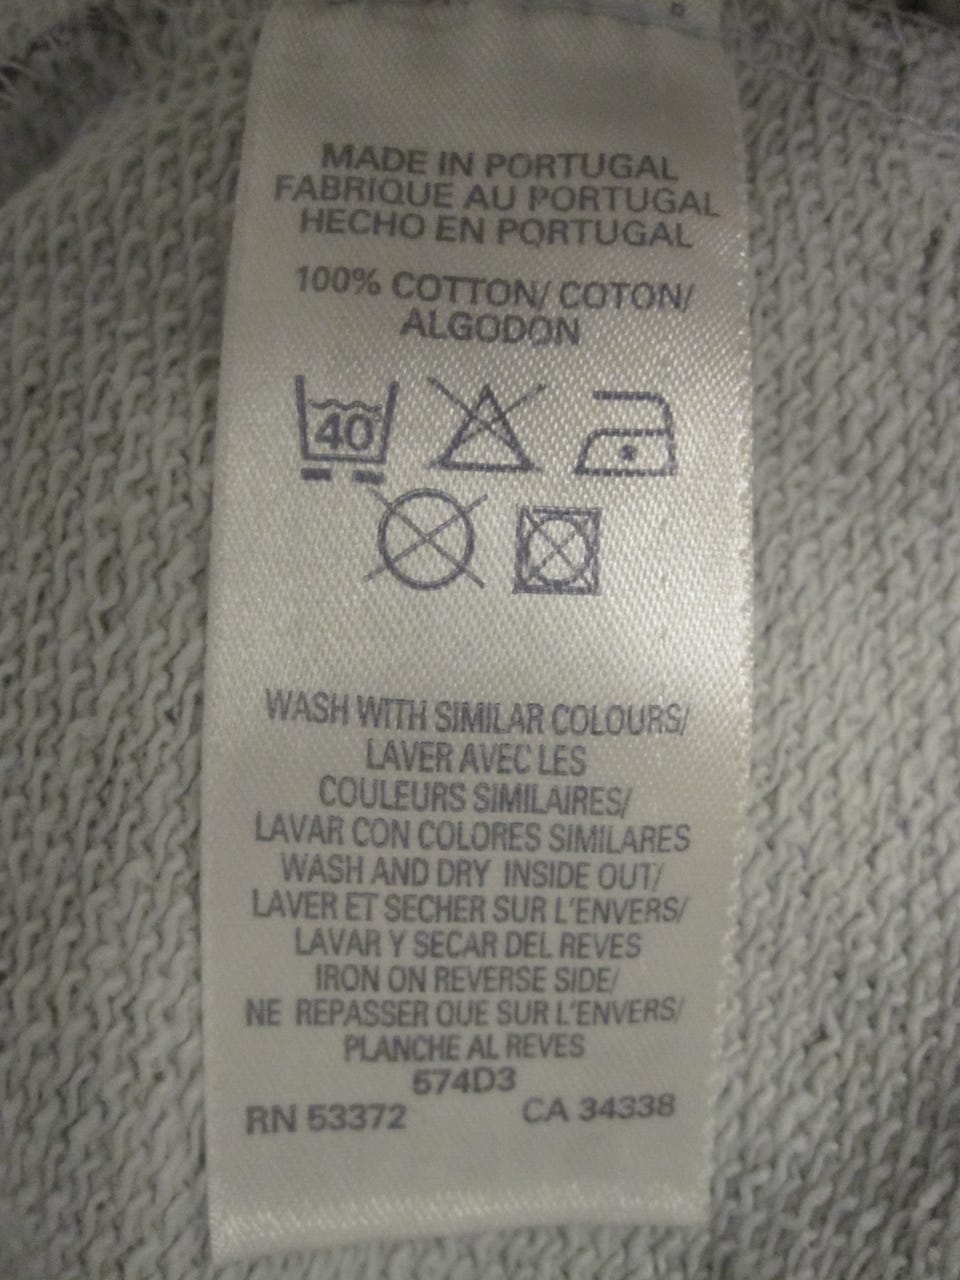 MADE IN PORTUGAL
FABRIQUE AU PORTUGAL
HECHO EN PORTUGAL
100% COTTON/ COTON/
ALGODON
40
WASH WITH SIMILAR COLOURS/
LAVER AVEC LES
COULEURS SIMILAIRES/
LAVAR CON COLORES SIMILARES
WASH AND DRY INSIDE OUT/
LAVER ET SECHER SUR L'ENVERS/
LAVAR Y SECAR DEL REVES
IRON ON REVERSE SIDE/
NE REPASSER QUE SUR L'ENVERS/
PLANCHE AL REVES
574D3
RN 53372 CA 34338